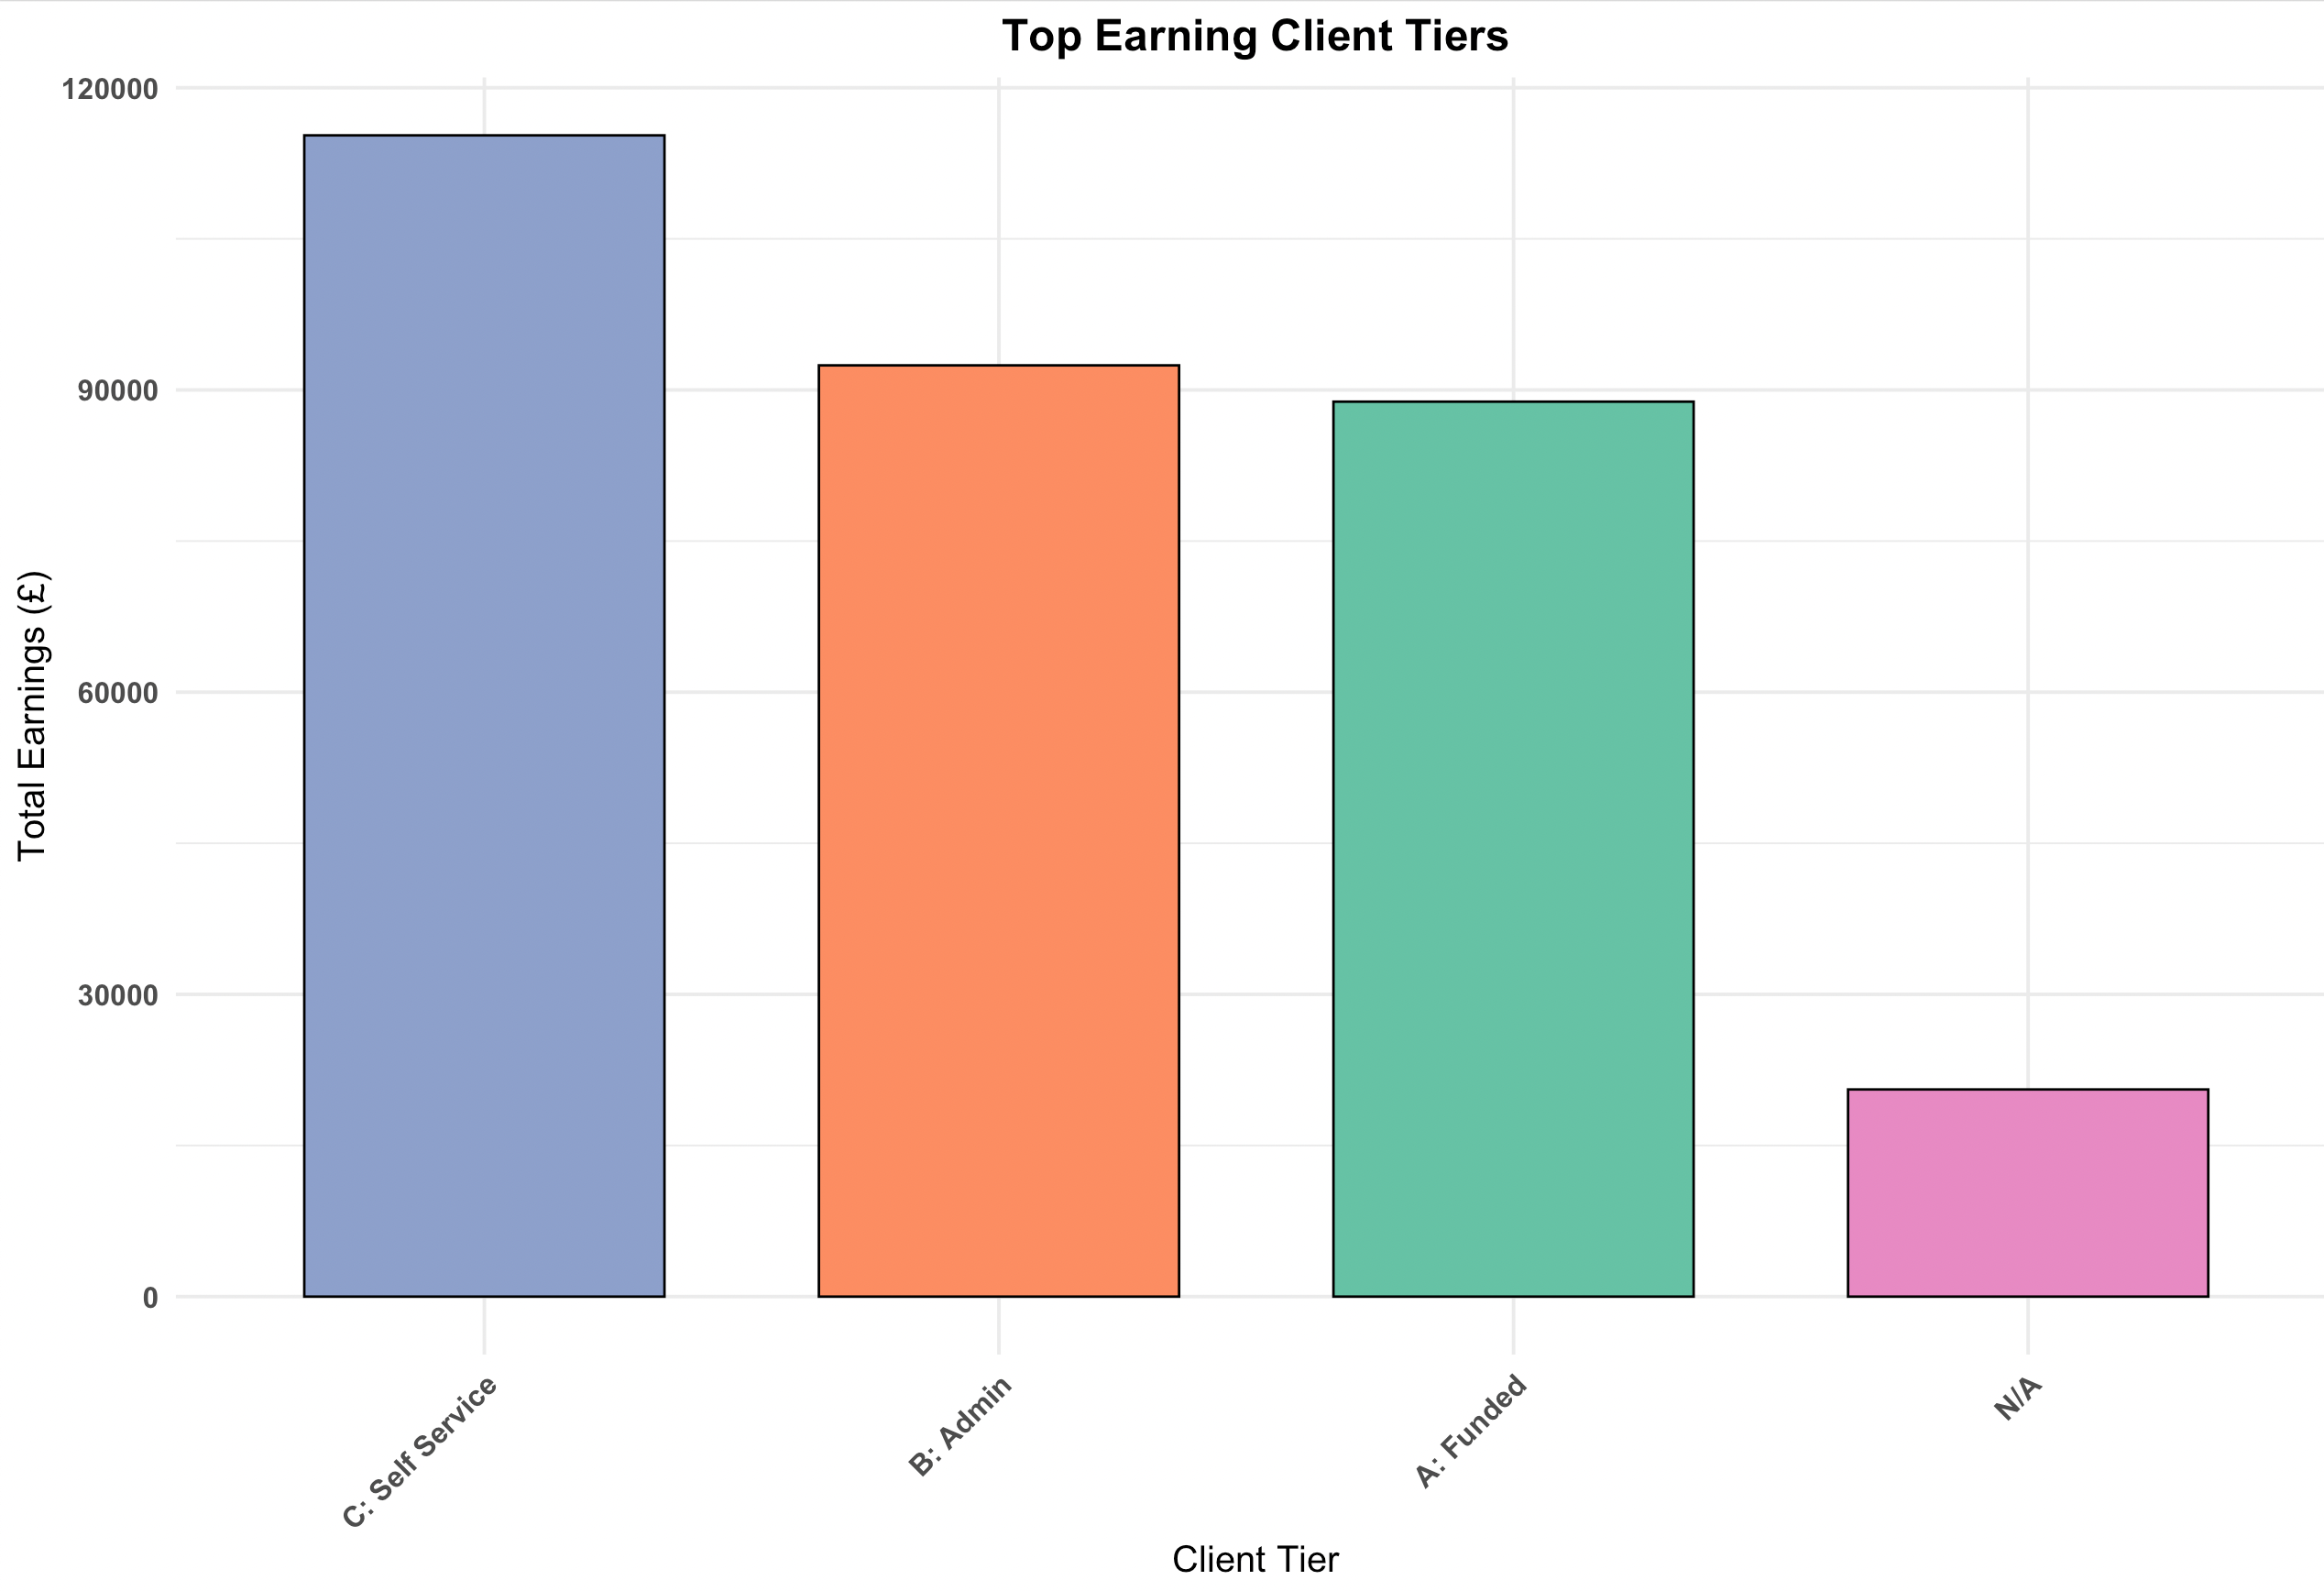 Top Earning Client Tiers
Total Earnings (£)
120000
90000
60000
30000
0
C: Self Service
B: Admin
A: Funded
N/A
Client Tier